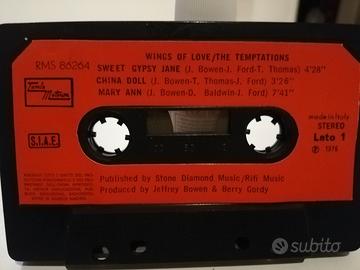 WINGS OF LOVE/THE TEMPTATIONS
RMS 86264
SWEET GYPSY JANE (J. Bowen-J. Ford-T. Thomas) 4'28"
CHINA DOLL (J. Bowen-T, Thomas-J. Ford) 3'26"
MARY ANN (J. Bowen-D. Baldwin-J. Ford) 7'41"
Tamla Motown
S.I.A.E.
made in Italy
STEREO
Lato 1
℗ 1976
Published by Stone Diamond Music/Rifi Music
Produced by Jeffrey Bowen & Berry Gordy
subito